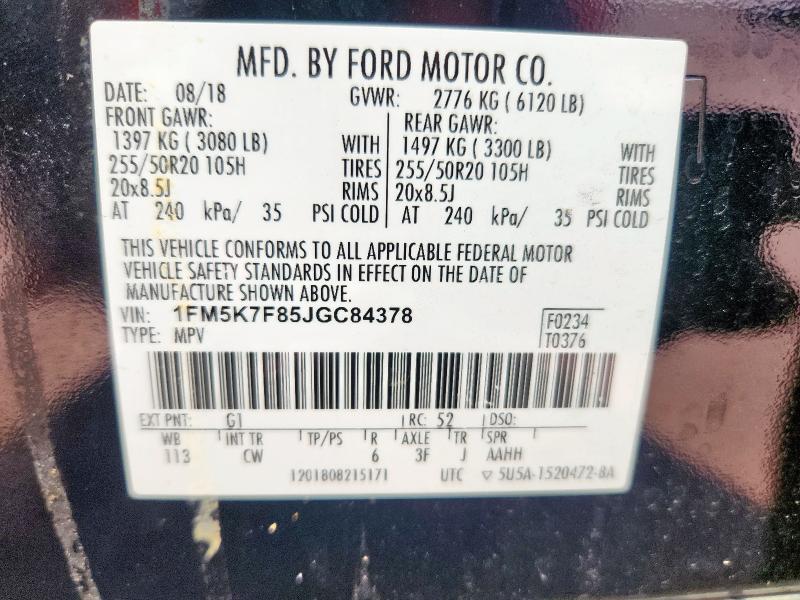 MFD. BY FORD MOTOR CO.
DATE: 08/18 GVWR: 2776 KG ( 6120 LB)
FRONT GAWR: REAR GAWR:
1397 KG ( 3080 LB) WITH 1497 KG ( 3300 LB) WITH
255/50R20 105H TIRES 255/50R20 105H TIRES
20x8.5J RIMS 20x8.5J RIMS
AT 240 kPa/ 35 PSI COLD AT 240 kPa/ 35 PSI COLD
THIS VEHICLE CONFORMS TO ALL APPLICABLE FEDERAL MOTOR
VEHICLE SAFETY STANDARDS IN EFFECT ON THE DATE OF
MANUFACTURE SHOWN ABOVE.
VIN: 1FM5K7F85JGC84378 F0234
TYPE: MPV T0376
EXT PNT: G1 RC: 52 DSO:
WB INT TR TP/PS R AXLE TR SPR
113 CW 6 3F J AAHH
1201808215171 UTC ▽ 5U5A-1520472-BA